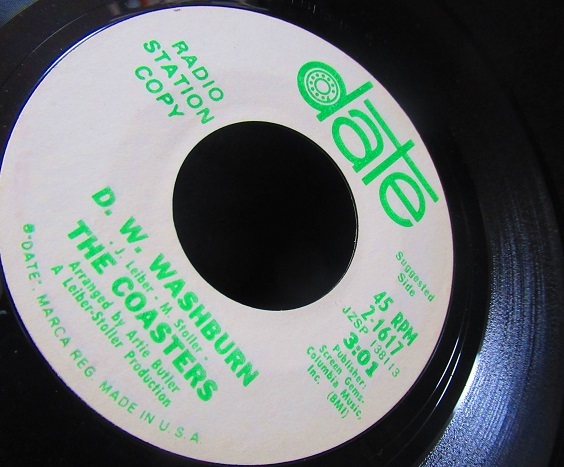 RADIO
STATION
COPY
dāte
Suggested
Side
45 RPM
2-1617
JZSP 138113
3:01
Publisher:
Screen Gems,
Columbia Music,
Inc. (BMI)
D. W. WASHBURN
- J. Leiber - M. Stoller -
THE COASTERS
Arranged by Artie Butler
A Leiber-Stoller Production
"DATE", MARCA REG. MADE IN U.S.A.